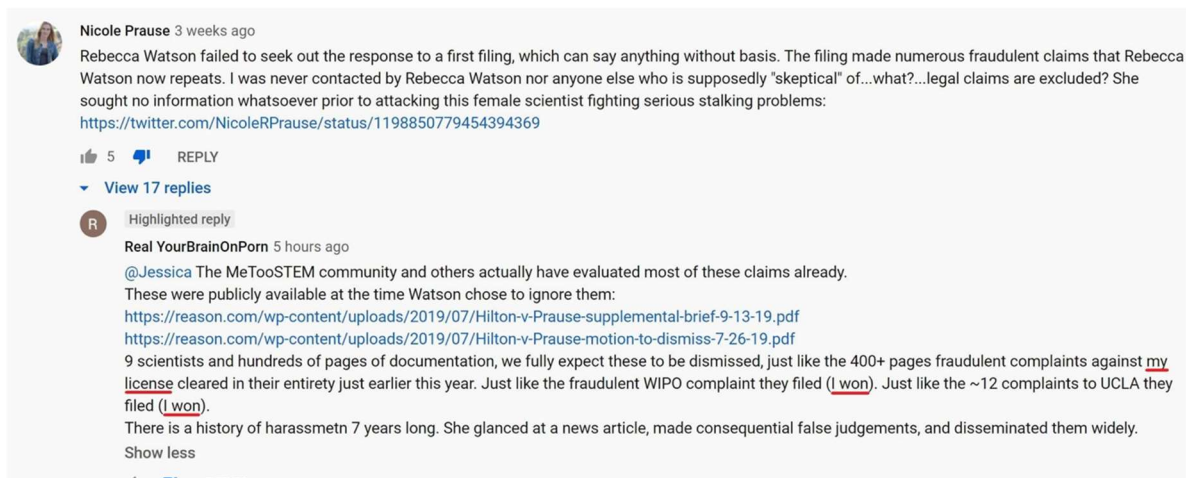 Nicole Prause 3 weeks ago
Rebecca Watson failed to seek out the response to a first filing, which can say anything without basis. The filing made numerous fraudulent claims that Rebecca
Watson now repeats. I was never contacted by Rebecca Watson nor anyone else who is supposedly "skeptical" of...what?...legal claims are excluded? She
sought no information whatsoever prior to attacking this female scientist fighting serious stalking problems:
https://twitter.com/NicoleRPrause/status/1198850779454394369
5 REPLY
View 17 replies
R
Highlighted reply
Real YourBrainOnPorn 5 hours ago
@Jessica The MeTooSTEM community and others actually have evaluated most of these claims already.
These were publicly available at the time Watson chose to ignore them:
https://reason.com/wp-content/uploads/2019/07/Hilton-v-Prause-supplemental-brief-9-13-19.pdf
https://reason.com/wp-content/uploads/2019/07/Hilton-v-Prause-motion-to-dismiss-7-26-19.pdf
9 scientists and hundreds of pages of documentation, we fully expect these to be dismissed, just like the 400+ pages fraudulent complaints against my
license cleared in their entirety just earlier this year. Just like the fraudulent WIPO complaint they filed (I won). Just like the ~12 complaints to UCLA they
filed (I won).
There is a history of harassmetn 7 years long. She glanced at a news article, made consequential false judgements, and disseminated them widely.
Show less